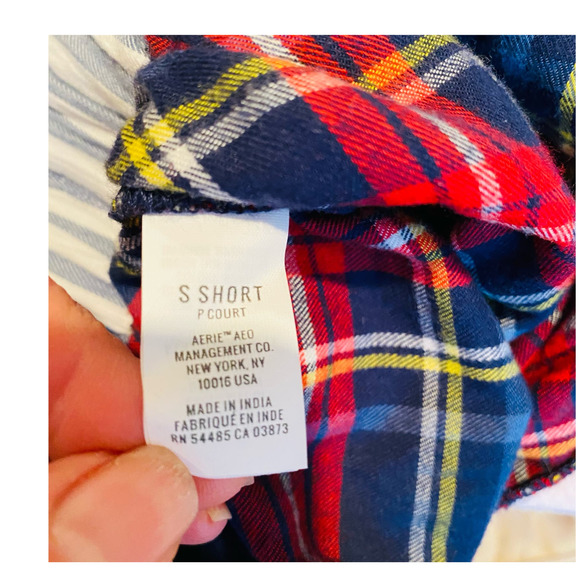 S SHORT
P COURT
AERIE™ AEO
MANAGEMENT CO.
NEW YORK, NY
10016 USA
MADE IN INDIA
FABRIQUÉ EN INDE
RN 54485 CA 03873